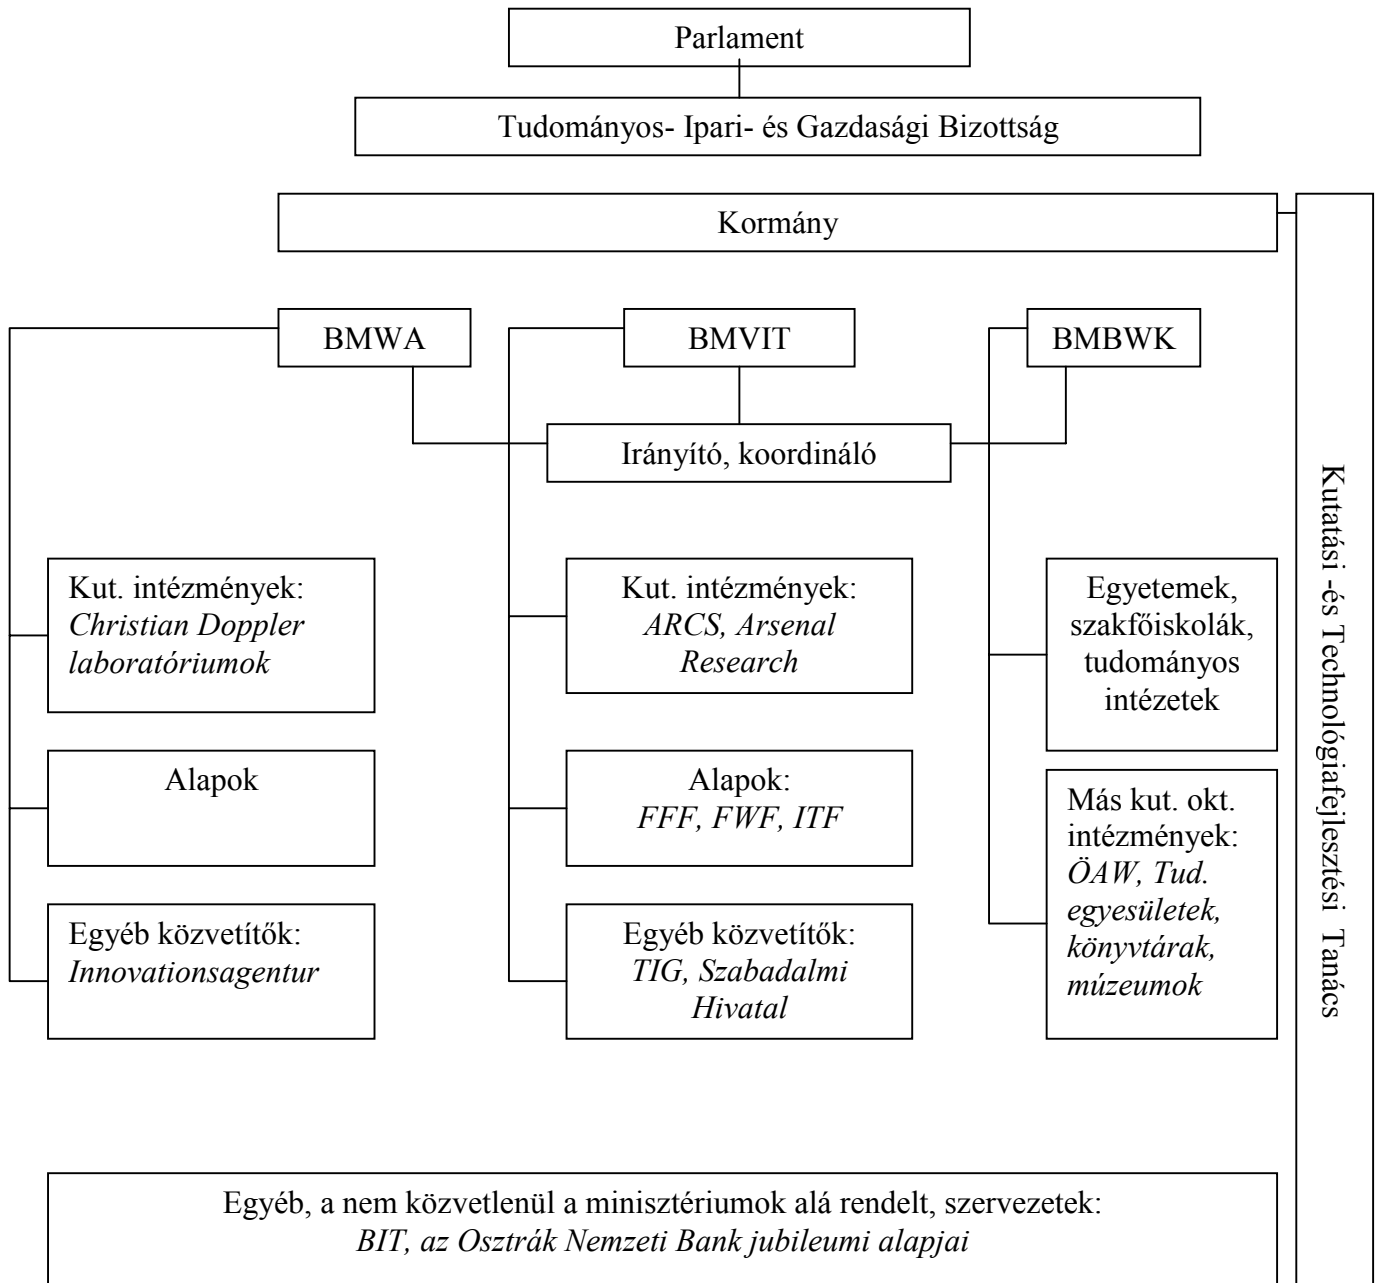 Parlament
Tudományos- Ipari- és Gazdasági Bizottság
Kormány
BMWA
BMVIT
BMBWK
Irányító, koordináló
Kut. intézmények:
Christian Doppler
laboratóriumok
Kut. intézmények:
ARCS, Arsenal
Research
Egyetemek,
szakfőiskolák,
tudományos
intézetek
Alapok
Alapok:
FFF, FWF, ITF
Más kut. okt.
intézmények:
ÖAW, Tud.
egyesületek,
könyvtárak,
múzeumok
Egyéb közvetítők:
Innovationsagentur
Egyéb közvetítők:
TIG, Szabadalmi
Hivatal
Kutatási -és Technológiafejlesztési Tanács
Egyéb, a nem közvetlenül a minisztériumok alá rendelt, szervezetek:
BIT, az Osztrák Nemzeti Bank jubileumi alapjai